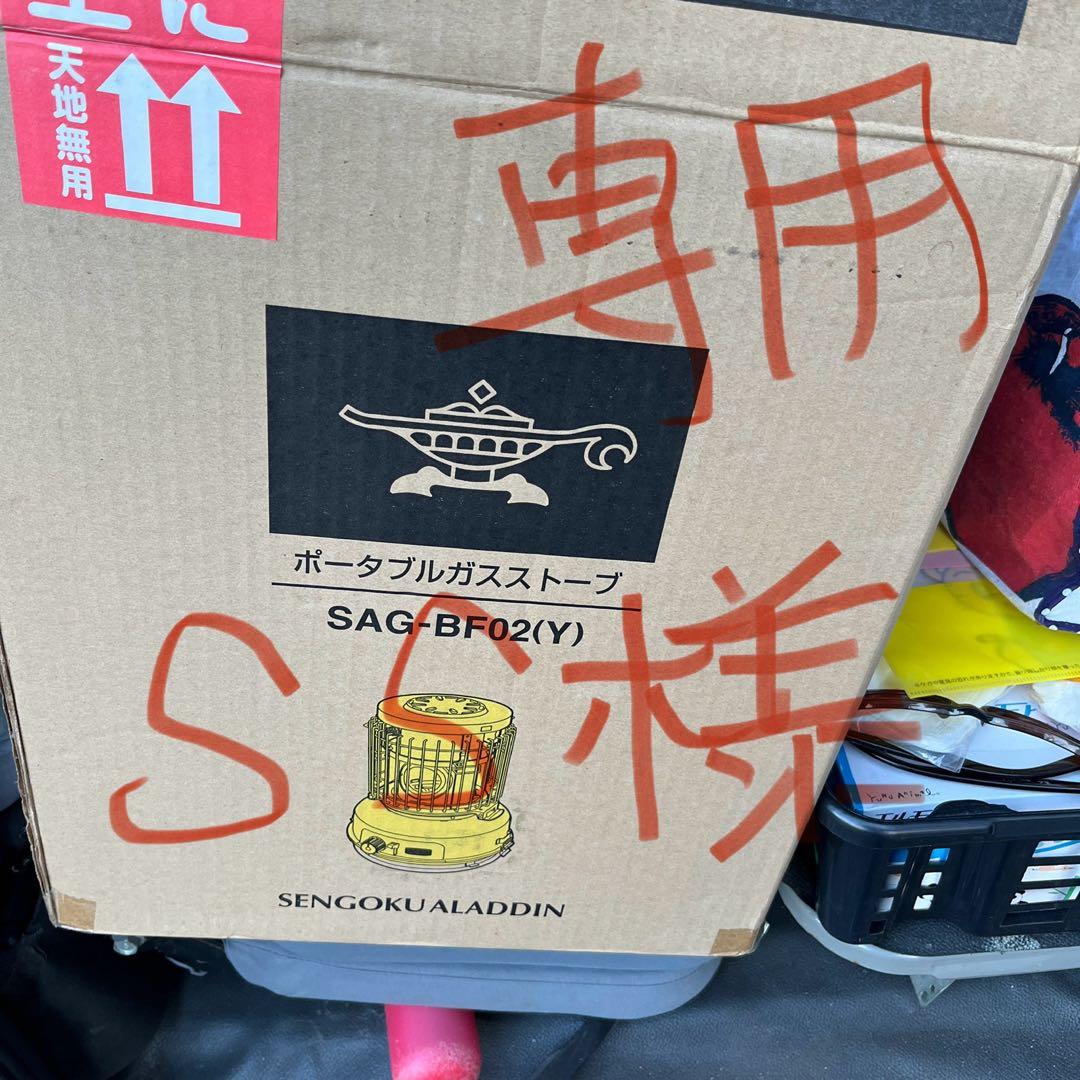 天地無用
専用
ポータブルガスストーブ
SAG-BF02(Y)
SS様
SENGOKU ALADDIN